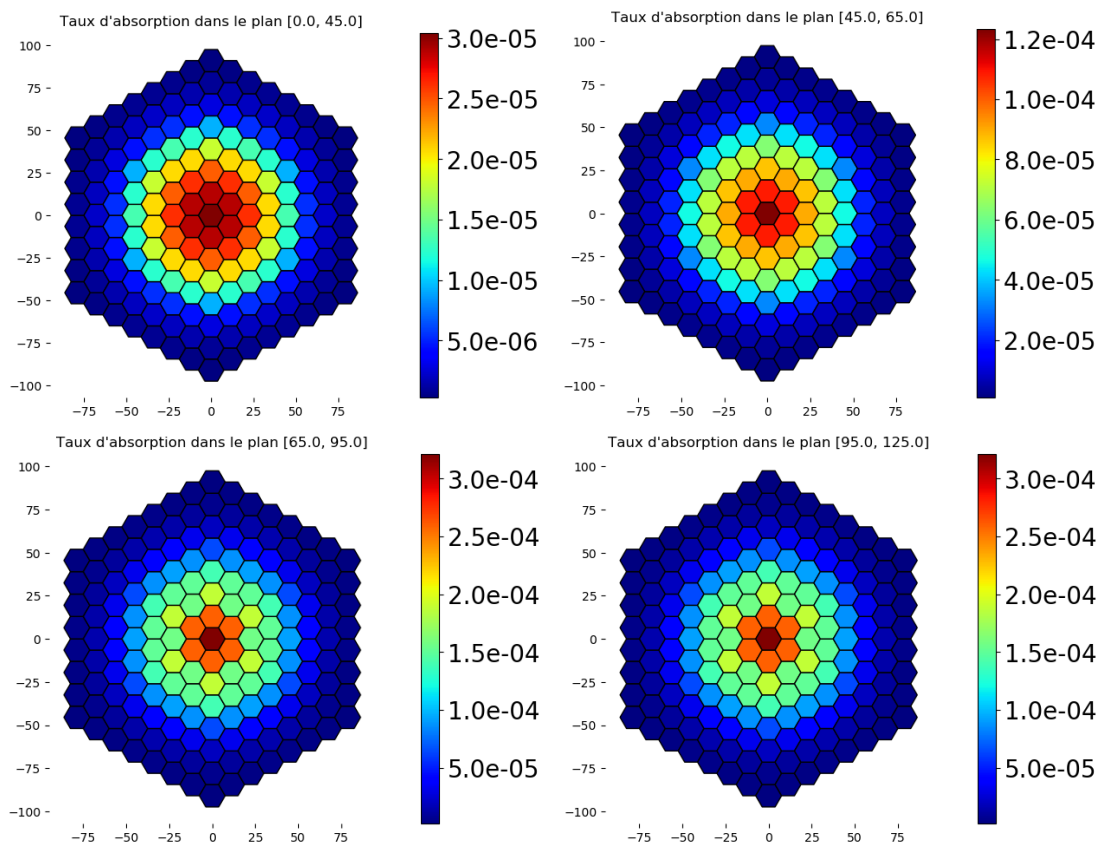 Taux d'absorption dans le plan [0.0, 45.0]
100
75
50
25
0
−25
−50
−75
−100
−75 −50 −25 0 25 50 75
3.0e-05
2.5e-05
2.0e-05
1.5e-05
1.0e-05
5.0e-06
Taux d'absorption dans le plan [45.0, 65.0]
100
75
50
25
0
−25
−50
−75
−100
−75 −50 −25 0 25 50 75
1.2e-04
1.0e-04
8.0e-05
6.0e-05
4.0e-05
2.0e-05
Taux d'absorption dans le plan [65.0, 95.0]
100
75
50
25
0
−25
−50
−75
−100
−75 −50 −25 0 25 50 75
3.0e-04
2.5e-04
2.0e-04
1.5e-04
1.0e-04
5.0e-05
Taux d'absorption dans le plan [95.0, 125.0]
100
75
50
25
0
−25
−50
−75
−100
−75 −50 −25 0 25 50 75
3.0e-04
2.5e-04
2.0e-04
1.5e-04
1.0e-04
5.0e-05